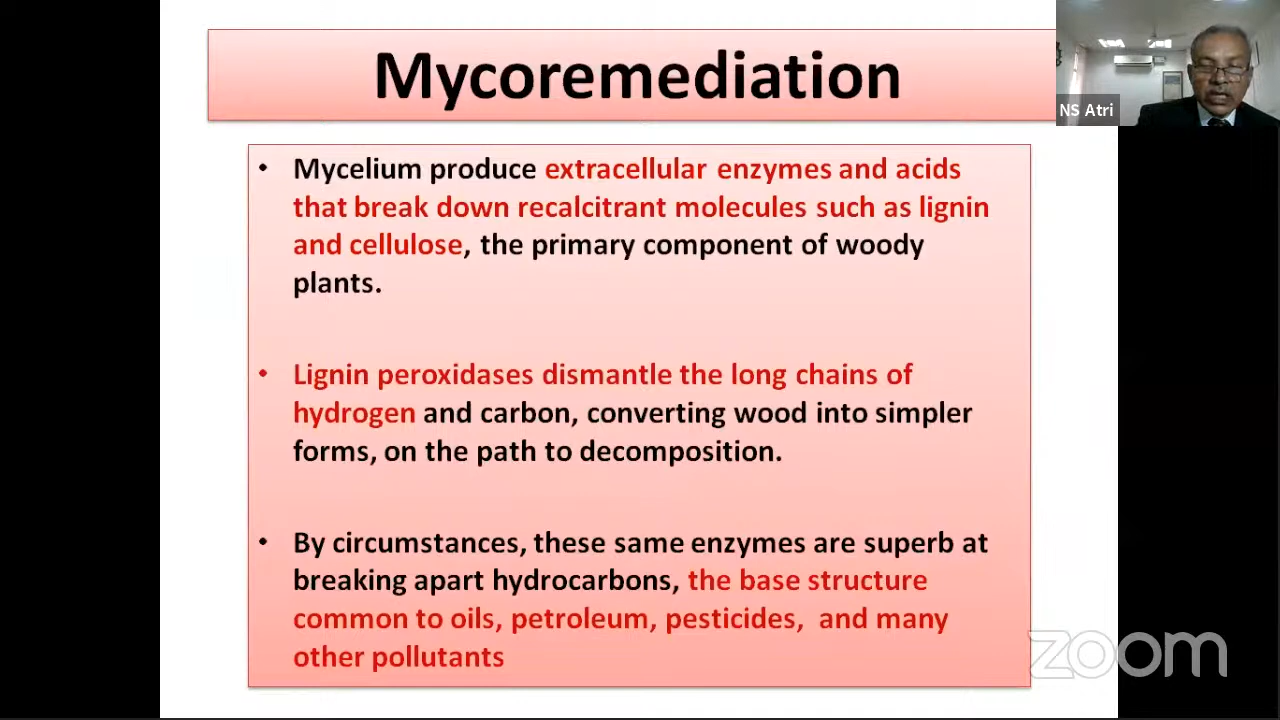 Mycoremediation
NS Atri
• Mycelium produce extracellular enzymes and acids
that break down recalcitrant molecules such as lignin
and cellulose, the primary component of woody
plants.
• Lignin peroxidases dismantle the long chains of
hydrogen and carbon, converting wood into simpler
forms, on the path to decomposition.
• By circumstances, these same enzymes are superb at
breaking apart hydrocarbons, the base structure
common to oils, petroleum, pesticides, and many
other pollutants
zoom